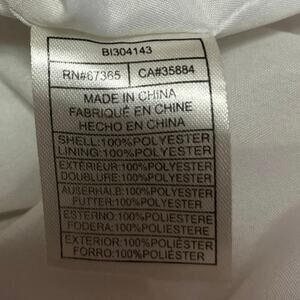 BI304143
RN#67365 CA#35884
MADE IN CHINA
FABRIQUÉ EN CHINE
HECHO EN CHINA
SHELL:100%POLYESTER
LINING:100%POLYESTER
EXTÉRIEUR:100%POLYESTER
DOUBLURE:100%POLYESTER
AUßERHALB:100%POLYESTER
FUTTER:100%POLYESTER
ESTERNO:100%POLIESTERE
FODERA:100%POLIESTERE
EXTERIOR:100%POLIÉSTER
FORRO:100%POLIÉSTER